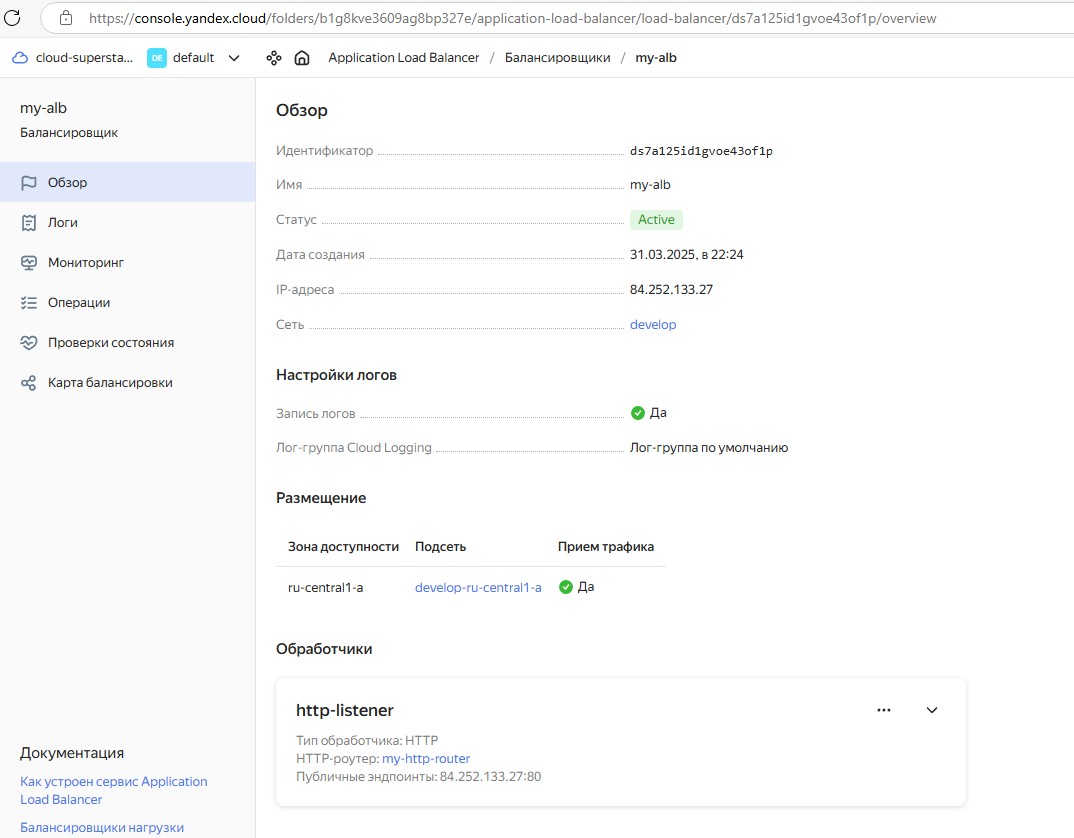 https://console.yandex.cloud/folders/b1g8kve3609ag8bp327e/application-load-balancer/load-balancer/ds7a125id1gvoe43of1p/overview
cloud-supersta... DE default Application Load Balancer / Балансировщики / my-alb
my-alb
Балансировщик
Обзор
Логи
Мониторинг
Операции
Проверки состояния
Карта балансировки
Документация
Как устроен сервис Application
Load Balancer
Балансировщики нагрузки
Обзор
Идентификатор ds7a125id1gvoe43of1p
Имя my-alb
Статус Active
Дата создания 31.03.2025, в 22:24
IP-адреса 84.252.133.27
Сеть develop
Настройки логов
Запись логов Да
Лог-группа Cloud Logging Лог-группа по умолчанию
Размещение
Зона доступности Подсеть Прием трафика
ru-central1-a develop-ru-central1-a Да
Обработчики
http-listener
Тип обработчика: HTTP
HTTP-роутер: my-http-router
Публичные эндпоинты: 84.252.133.27:80